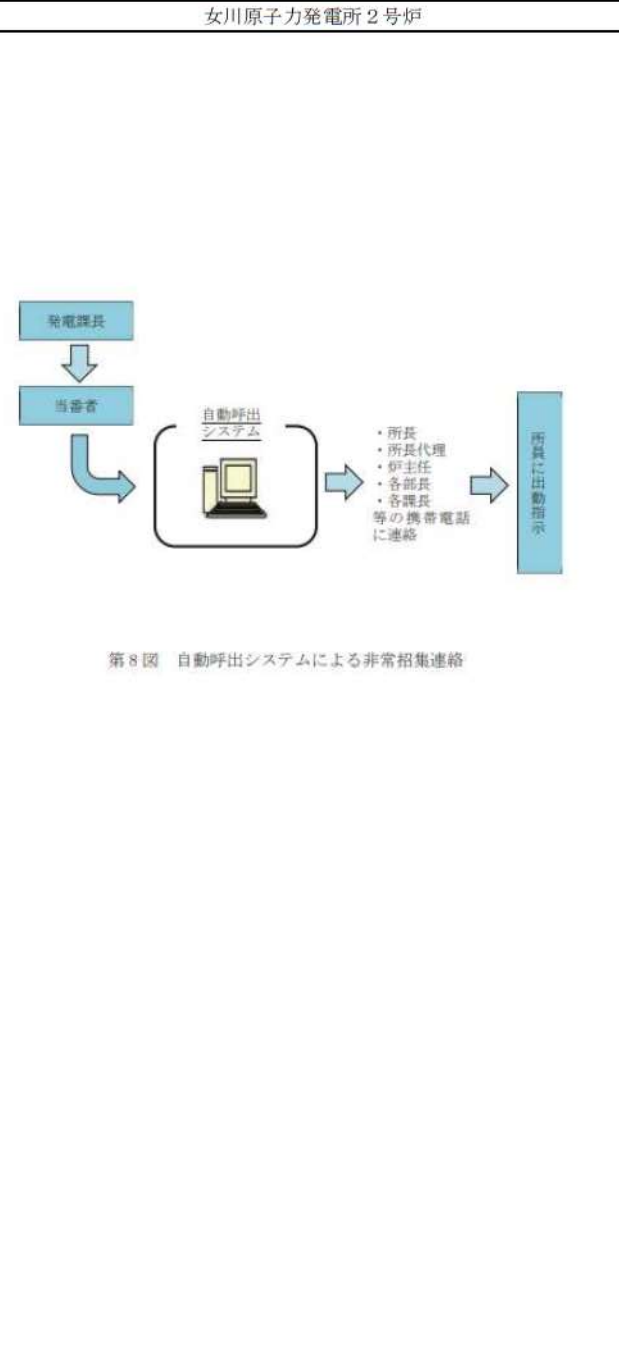 女川原子力発電所2号炉
発電課長
当番者
自動呼出
システム
・所長
・所長代理
・炉主任
・各部長
・各課長
等の携帯電話
に連絡
所員に出動指示
第8図　自動呼出システムによる非常招集連絡